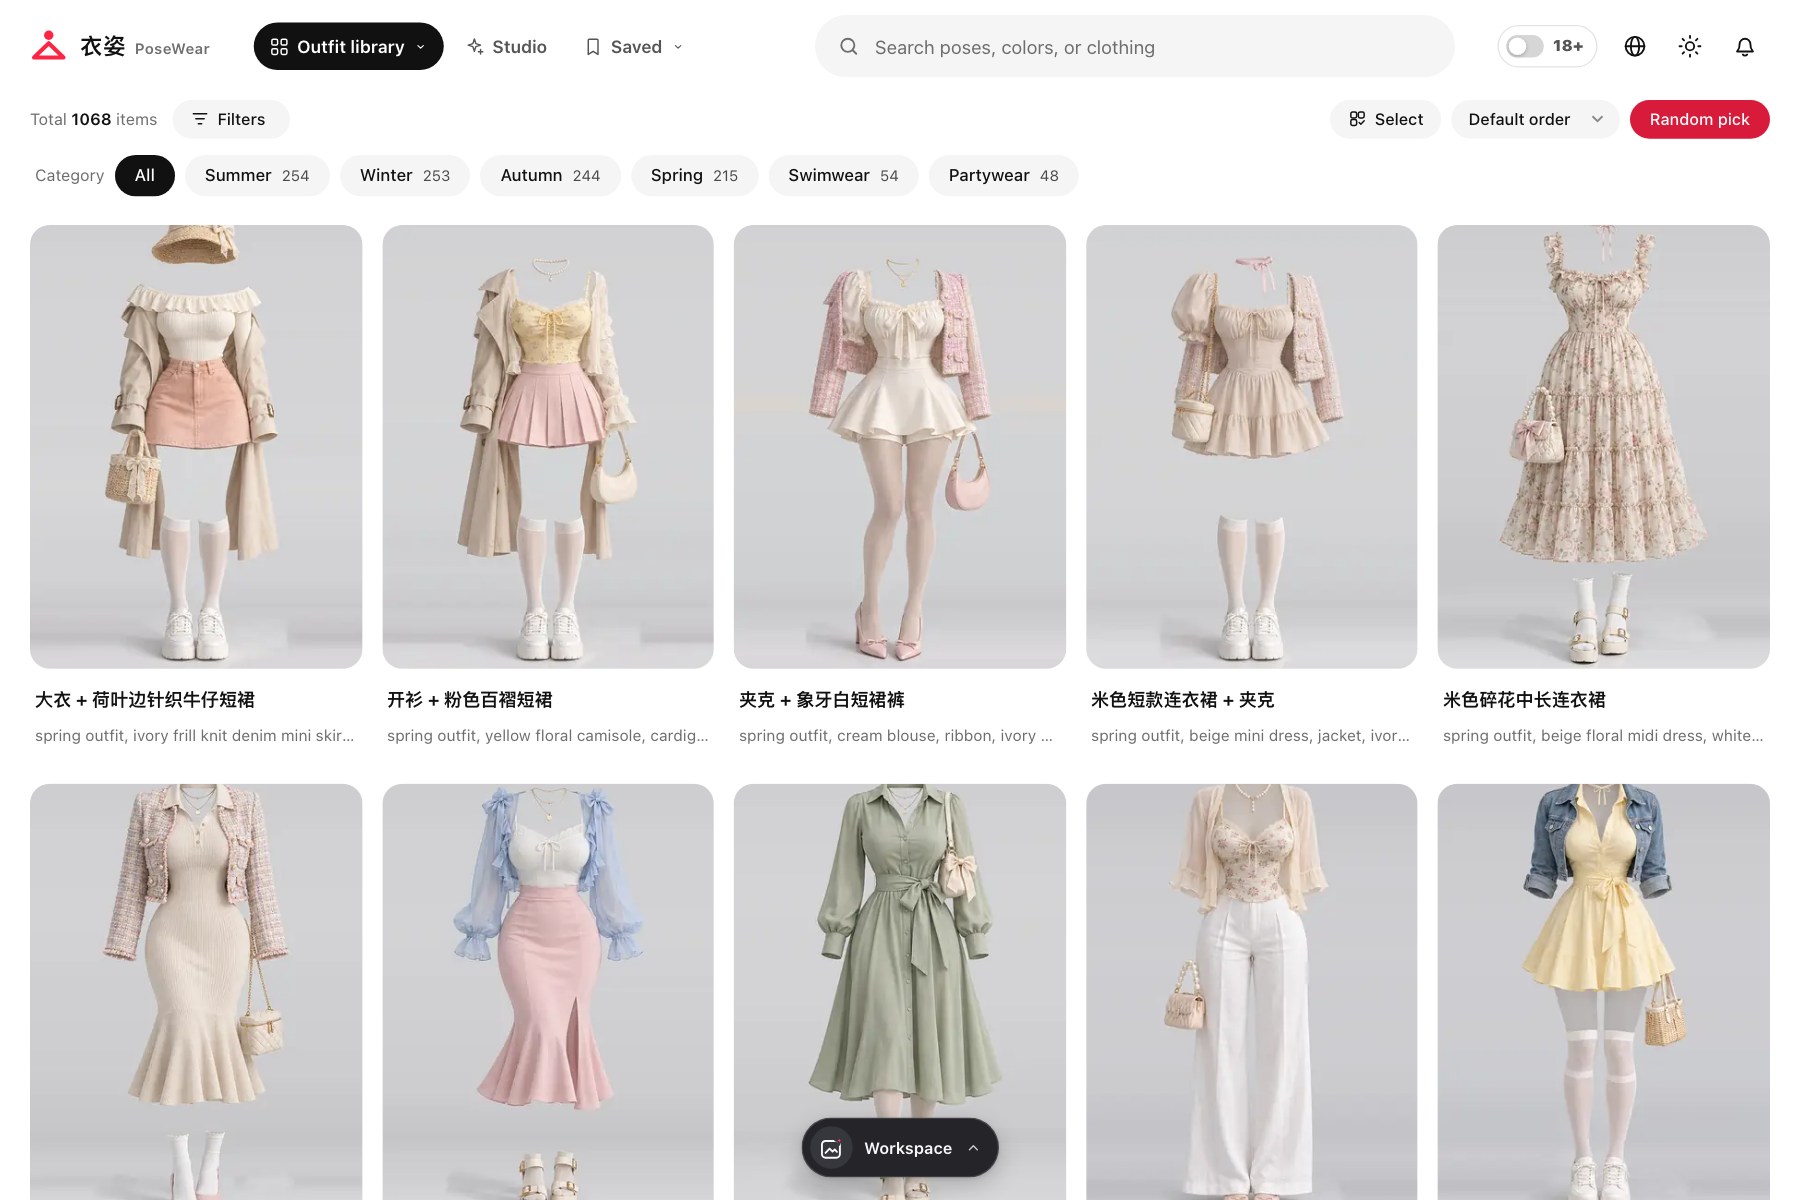 衣姿 PoseWear
Outfit library
Studio
Saved
Search poses, colors, or clothing
18+
Total 1068 items
Filters
Select
Default order
Random pick
Category
All
Summer 254
Winter 253
Autumn 244
Spring 215
Swimwear 54
Partywear 48
大衣 + 荷叶边针织牛仔短裙
spring outfit, ivory frill knit denim mini skir...
开衫 + 粉色百褶短裙
spring outfit, yellow floral camisole, cardig...
夹克 + 象牙白短裙裤
spring outfit, cream blouse, ribbon, ivory ...
米色短款连衣裙 + 夹克
spring outfit, beige mini dress, jacket, ivor...
米色碎花中长连衣裙
spring outfit, beige floral midi dress, white...
Workspace